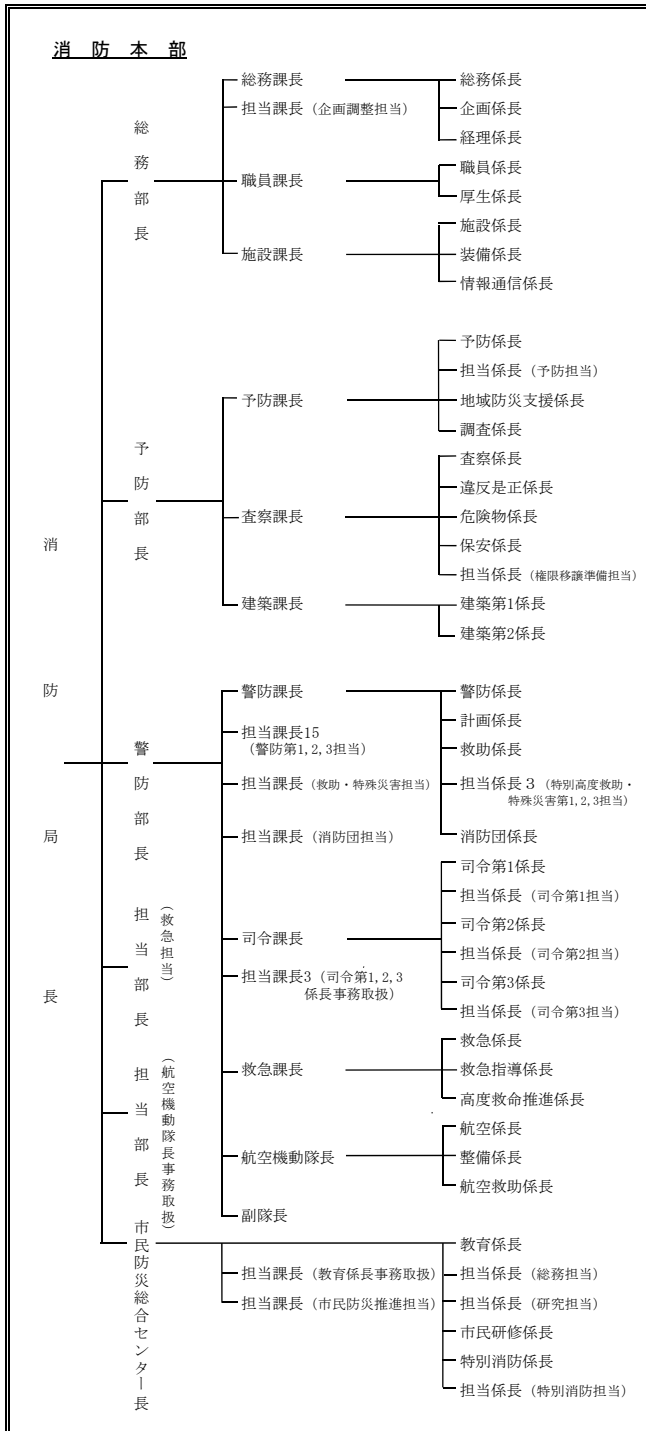 消 防 本 部
消防局長
総務部長
総務課長
総務係長
企画係長
経理係長
担当課長（企画調整担当）
職員課長
職員係長
厚生係長
施設課長
施設係長
装備係長
情報通信係長
予防部長
予防課長
予防係長
担当係長（予防担当）
地域防災支援係長
調査係長
査察課長
査察係長
違反是正係長
危険物係長
保安係長
担当係長（権限移譲準備担当）
建築課長
建築第1係長
建築第2係長
警防部長
警防課長
警防係長
計画係長
救助係長
担当係長３（特別高度救助・
特殊災害第1,2,3担当）
消防団係長
担当課長15
（警防第1,2,3担当）
担当課長（救助・特殊災害担当）
担当課長（消防団担当）
司令課長
司令第1係長
担当係長（司令第1担当）
司令第2係長
担当係長（司令第2担当）
司令第3係長
担当係長（司令第3担当）
担当課長3（司令第1,2,3
係長事務取扱）
救急課長
救急係長
救急指導係長
高度救命推進係長
航空機動隊長
航空係長
整備係長
航空救助係長
副隊長
担当部長
（救急担当）
担当部長
（航空機動隊長事務取扱）
市民防災総合センター長
担当課長（教育係長事務取扱）
担当課長（市民防災推進担当）
教育係長
担当係長（総務担当）
担当係長（研究担当）
市民研修係長
特別消防係長
担当係長（特別消防担当）